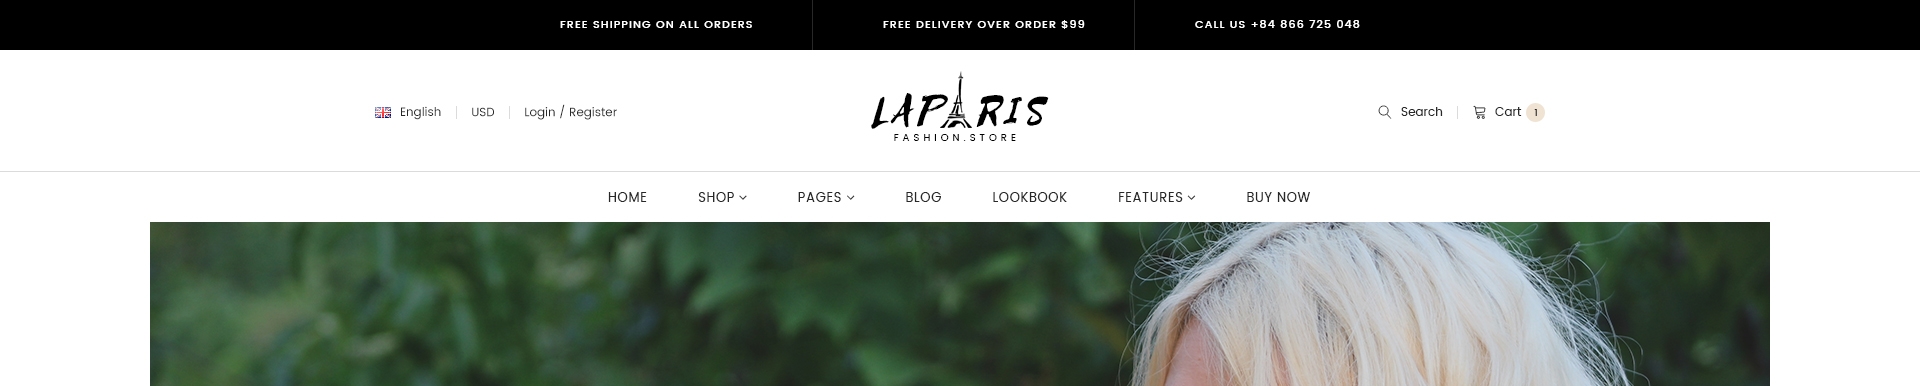 FREE SHIPPING ON ALL ORDERS
FREE DELIVERY OVER ORDER $99
CALL US +84 866 725 048
English
USD
Login / Register
LAPARIS
FASHION.STORE
Search
Cart 1
HOME
SHOP
PAGES
BLOG
LOOKBOOK
FEATURES
BUY NOW